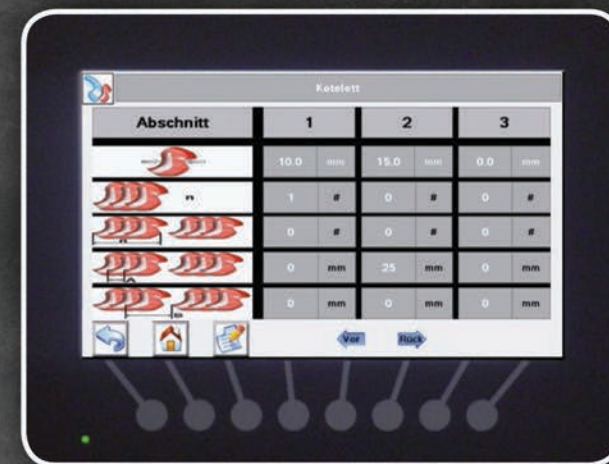 Kotelett
Abschnitt 1 2 3
10.0 mm 15.0 mm 0.0 mm
n 1 # 0 # 0 #
0 # 0 # 0 #
0 mm 25 mm 0 mm
0 mm 0 mm 0 mm
Vor Rück